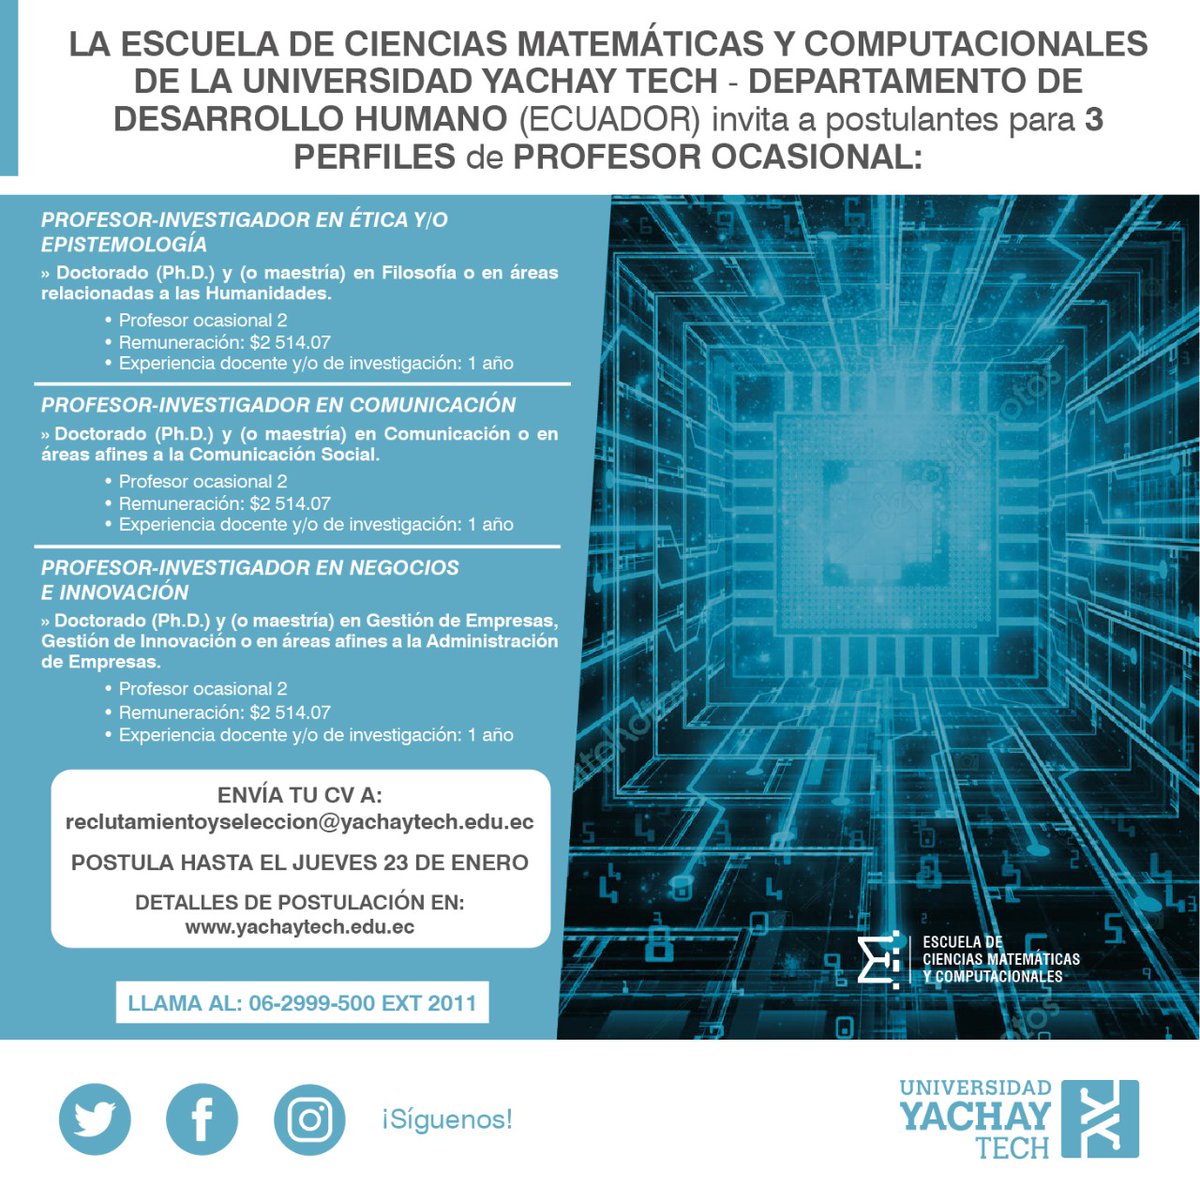 LA ESCUELA DE CIENCIAS MATEMÁTICAS Y COMPUTACIONALES
DE LA UNIVERSIDAD YACHAY TECH - DEPARTAMENTO DE
DESARROLLO HUMANO (ECUADOR) invita a postulantes para 3
PERFILES de PROFESOR OCASIONAL:
PROFESOR-INVESTIGADOR EN ÉTICA Y/O
EPISTEMOLOGÍA
» Doctorado (Ph.D.) y (o maestría) en Filosofía o en áreas
relacionadas a las Humanidades.
• Profesor ocasional 2
• Remuneración: $2 514.07
• Experiencia docente y/o de investigación: 1 año
PROFESOR-INVESTIGADOR EN COMUNICACIÓN
» Doctorado (Ph.D.) y (o maestría) en Comunicación o en
áreas afines a la Comunicación Social.
• Profesor ocasional 2
• Remuneración: $2 514.07
• Experiencia docente y/o de investigación: 1 año
PROFESOR-INVESTIGADOR EN NEGOCIOS
E INNOVACIÓN
» Doctorado (Ph.D.) y (o maestría) en Gestión de Empresas,
Gestión de Innovación o en áreas afines a la Administración
de Empresas.
• Profesor ocasional 2
• Remuneración: $2 514.07
• Experiencia docente y/o de investigación: 1 año
ENVÍA TU CV A:
reclutamientoyseleccion@yachaytech.edu.ec
POSTULA HASTA EL JUEVES 23 DE ENERO
DETALLES DE POSTULACIÓN EN:
www.yachaytech.edu.ec
LLAMA AL: 06-2999-500 EXT 2011
ESCUELA DE
CIENCIAS MATEMÁTICAS
Y COMPUTACIONALES
¡Síguenos!
UNIVERSIDAD
YACHAY
TECH